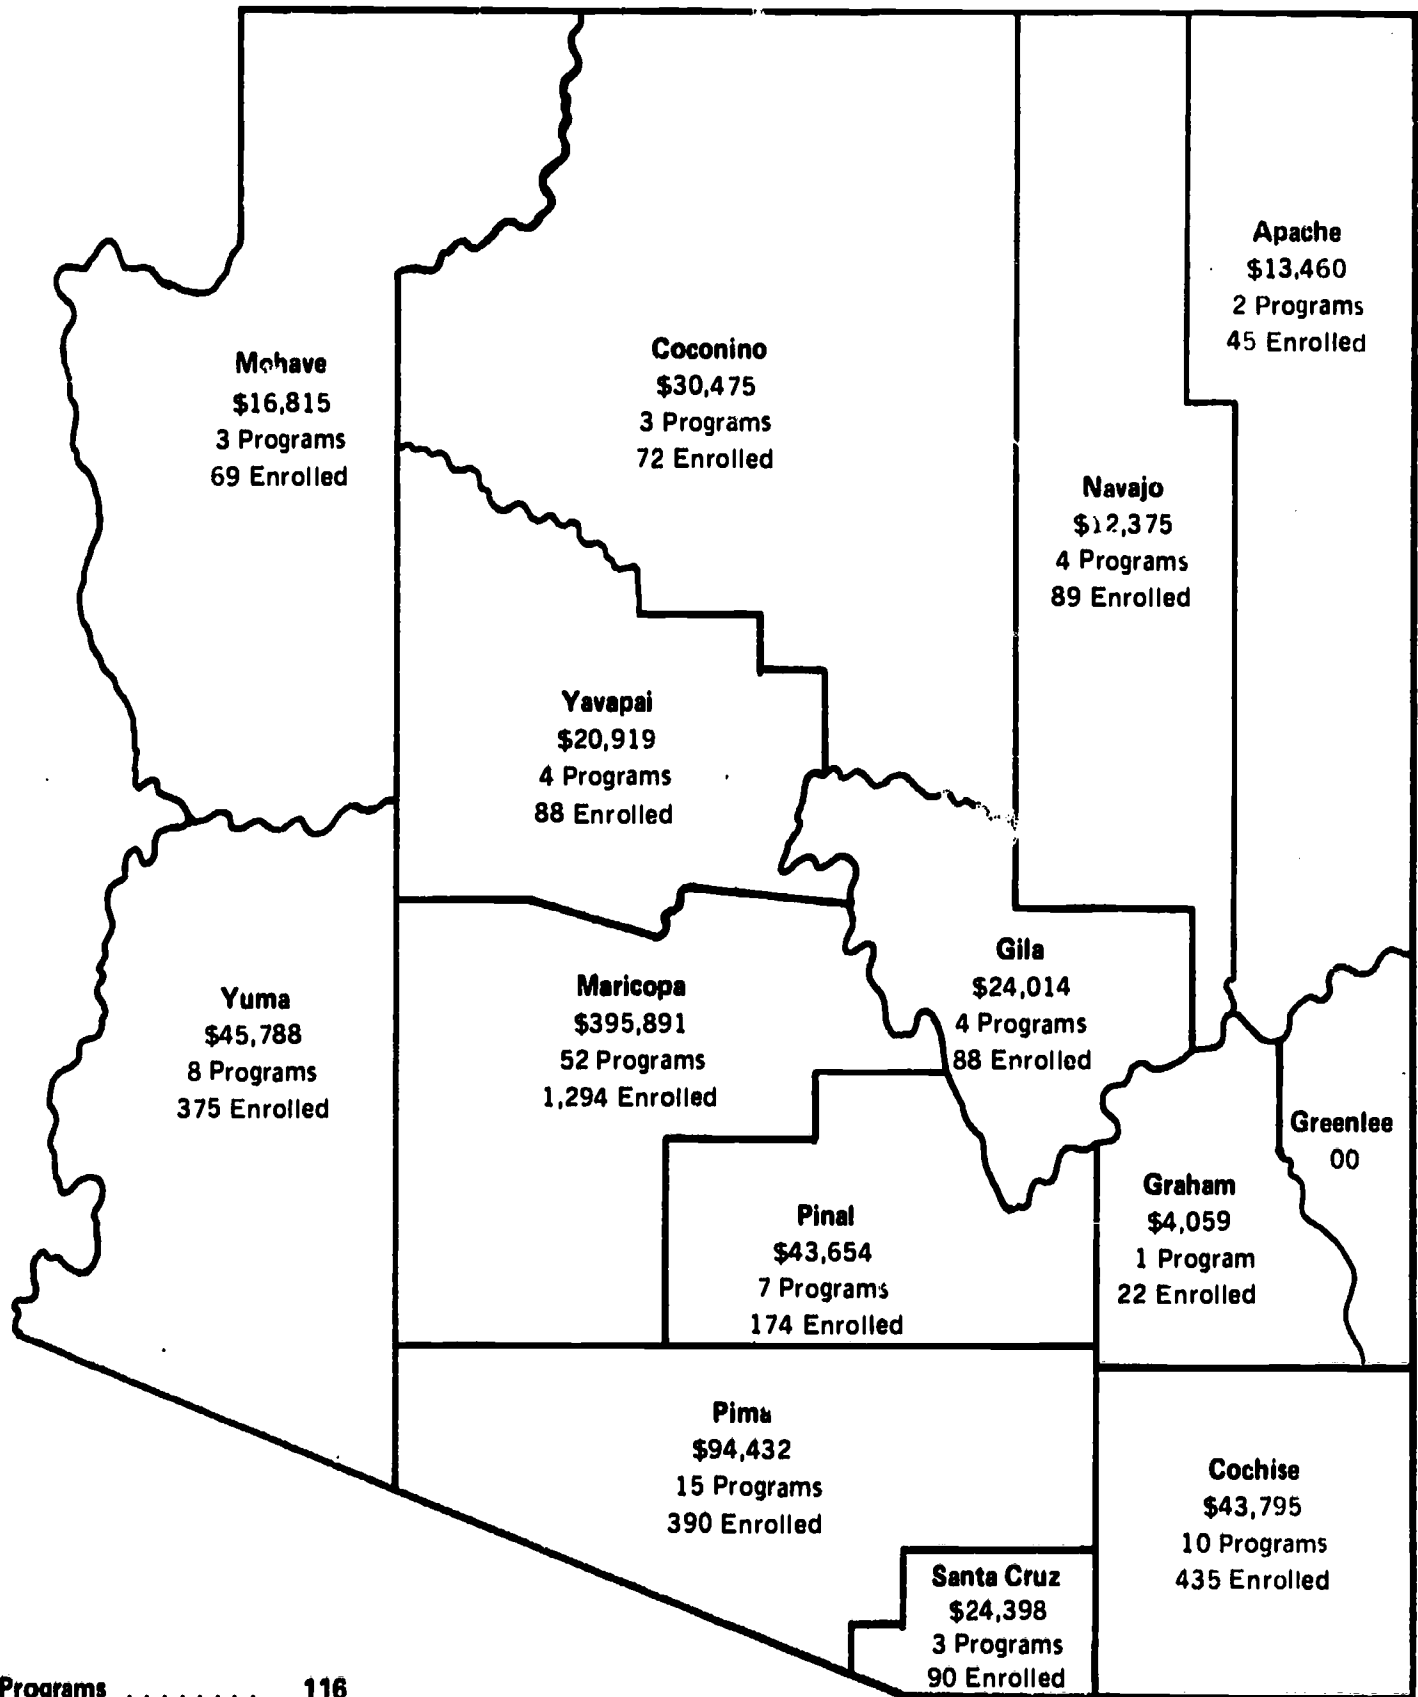 Apache
$13,460
2 Programs
45 Enrolled
Mohave
$16,815
3 Programs
69 Enrolled
Coconino
$30,475
3 Programs
72 Enrolled
Navajo
$12,375
4 Programs
89 Enrolled
Yavapai
$20,919
4 Programs
88 Enrolled
Gila
$24,014
4 Programs
88 Enrolled
Maricopa
$395,891
52 Programs
1,294 Enrolled
Yuma
$45,788
8 Programs
375 Enrolled
Greenlee
00
Graham
$4,059
1 Program
22 Enrolled
Pinal
$43,654
7 Programs
174 Enrolled
Pima
$94,432
15 Programs
390 Enrolled
Cochise
$43,795
10 Programs
435 Enrolled
Santa Cruz
$24,398
3 Programs
90 Enrolled
Programs ........ 116